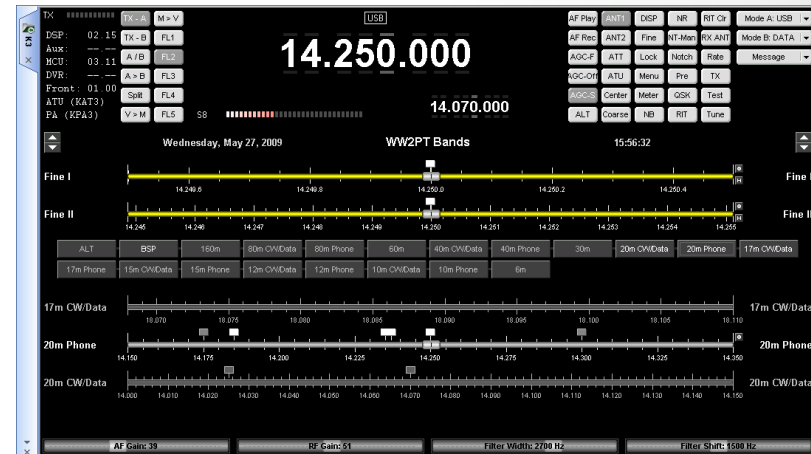 K3
TX TX - A M > V USB AF Play ANT1 DISP NR RIT Clr Mode A: USB
DSP: 02.15 TX - B FL1 AF Rec ANT2 Fine NT-Man RX ANT Mode B: DATA
Aux: --.-- A / B FL2 14.250.000 AGC-F ATT Lock Notch Rate Message
MCU: 03.11
DVR: --.-- A > B FL3 AGC-Off ATU Menu Pre TX
Front: 01.00 Split FL4 14.070.000 AGC-S Center Meter QSK Test
ATU (KAT3)
PA (KPA3) V > M FL5 S8 ALT Coarse NB RIT Tune
Wednesday, May 27, 2009 WW2PT Bands 15:56:32
Fine I Fine I
14.249.6 14.249.8 14.250.0 14.250.2 14.250.4
Fine II Fine II
14.245 14.246 14.247 14.248 14.249 14.250 14.251 14.252 14.253 14.254 14.255
ALT BSP 160m 80m CW/Data 80m Phone 60m 40m CW/Data 40m Phone 30m 20m CW/Data 20m Phone 17m CW/Data
17m Phone 15m CW/Data 15m Phone 12m CW/Data 12m Phone 10m CW/Data 10m Phone 6m
17m CW/Data 17m CW/Data
18.070 18.075 18.080 18.085 18.090 18.095 18.100 18.105 18.110
20m Phone 20m Phone
14.150 14.175 14.200 14.225 14.250 14.275 14.300 14.325 14.350
20m CW/Data 20m CW/Data
14.000 14.010 14.020 14.030 14.040 14.050 14.060 14.070 14.080 14.090 14.100 14.110 14.120 14.130 14.140 14.150
AF Gain: 39 RF Gain: 51 Filter Width: 2700 Hz Filter Shift: 1500 Hz